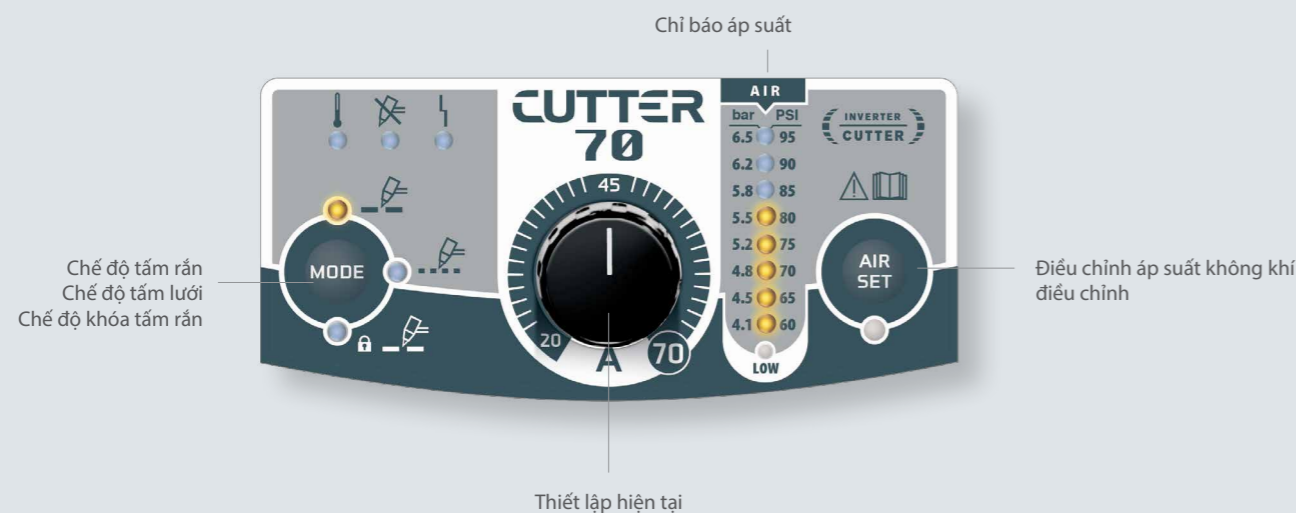 Chỉ báo áp suất
AIR
bar PSI
6.5 95
6.2 90
5.8 85
5.5 80
5.2 75
4.8 70
4.5 65
4.1 60
LOW
CUTTER
70
INVERTER
CUTTER
45
20
A
70
MODE
AIR
SET
Chế độ tấm rắn
Chế độ tấm lưới
Chế độ khóa tấm rắn
Điều chỉnh áp suất không khí
điều chỉnh
Thiết lập hiện tại